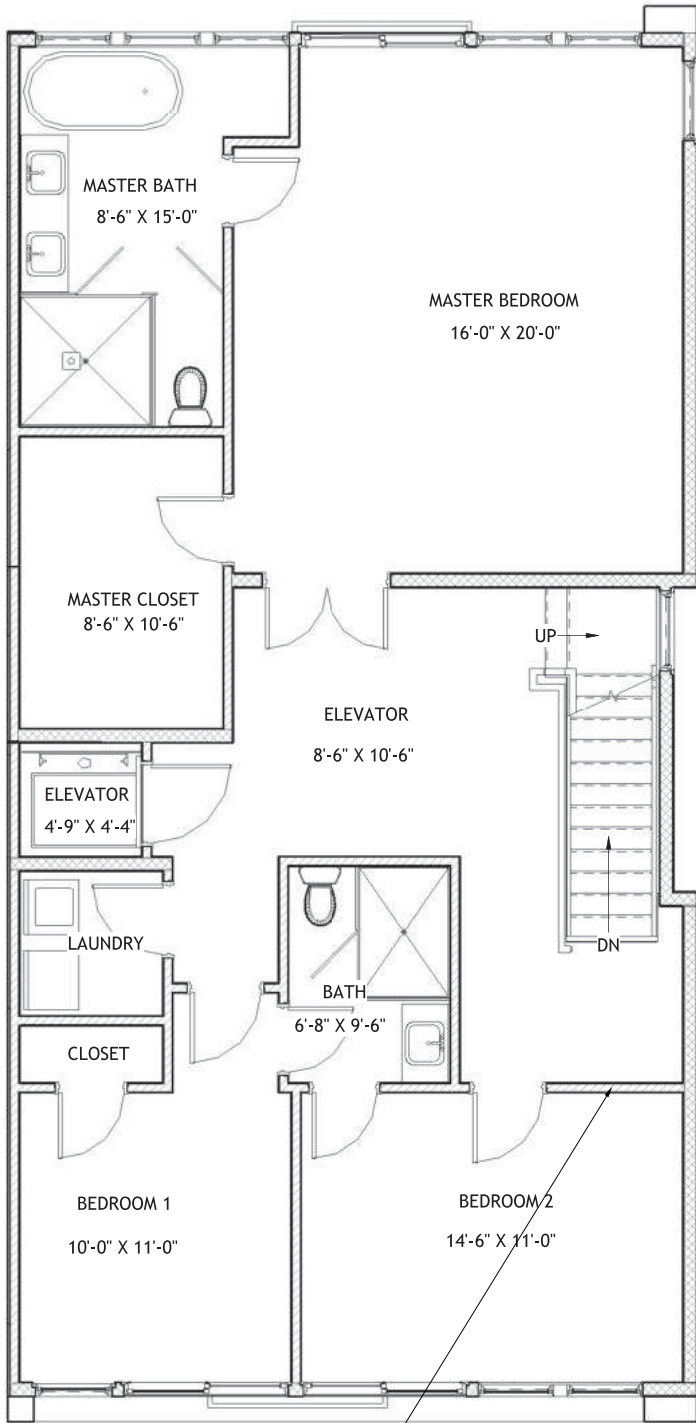 MASTER BATH
8'-6" X 15'-0"
MASTER BEDROOM
16'-0" X 20'-0"
MASTER CLOSET
8'-6" X 10'-6"
UP
ELEVATOR
8'-6" X 10'-6"
ELEVATOR
4'-9" X 4'-4"
LAUNDRY
DN
BATH
6'-8" X 9'-6"
CLOSET
BEDROOM 1
10'-0" X 11'-0"
BEDROOM 2
14'-6" X 11'-0"